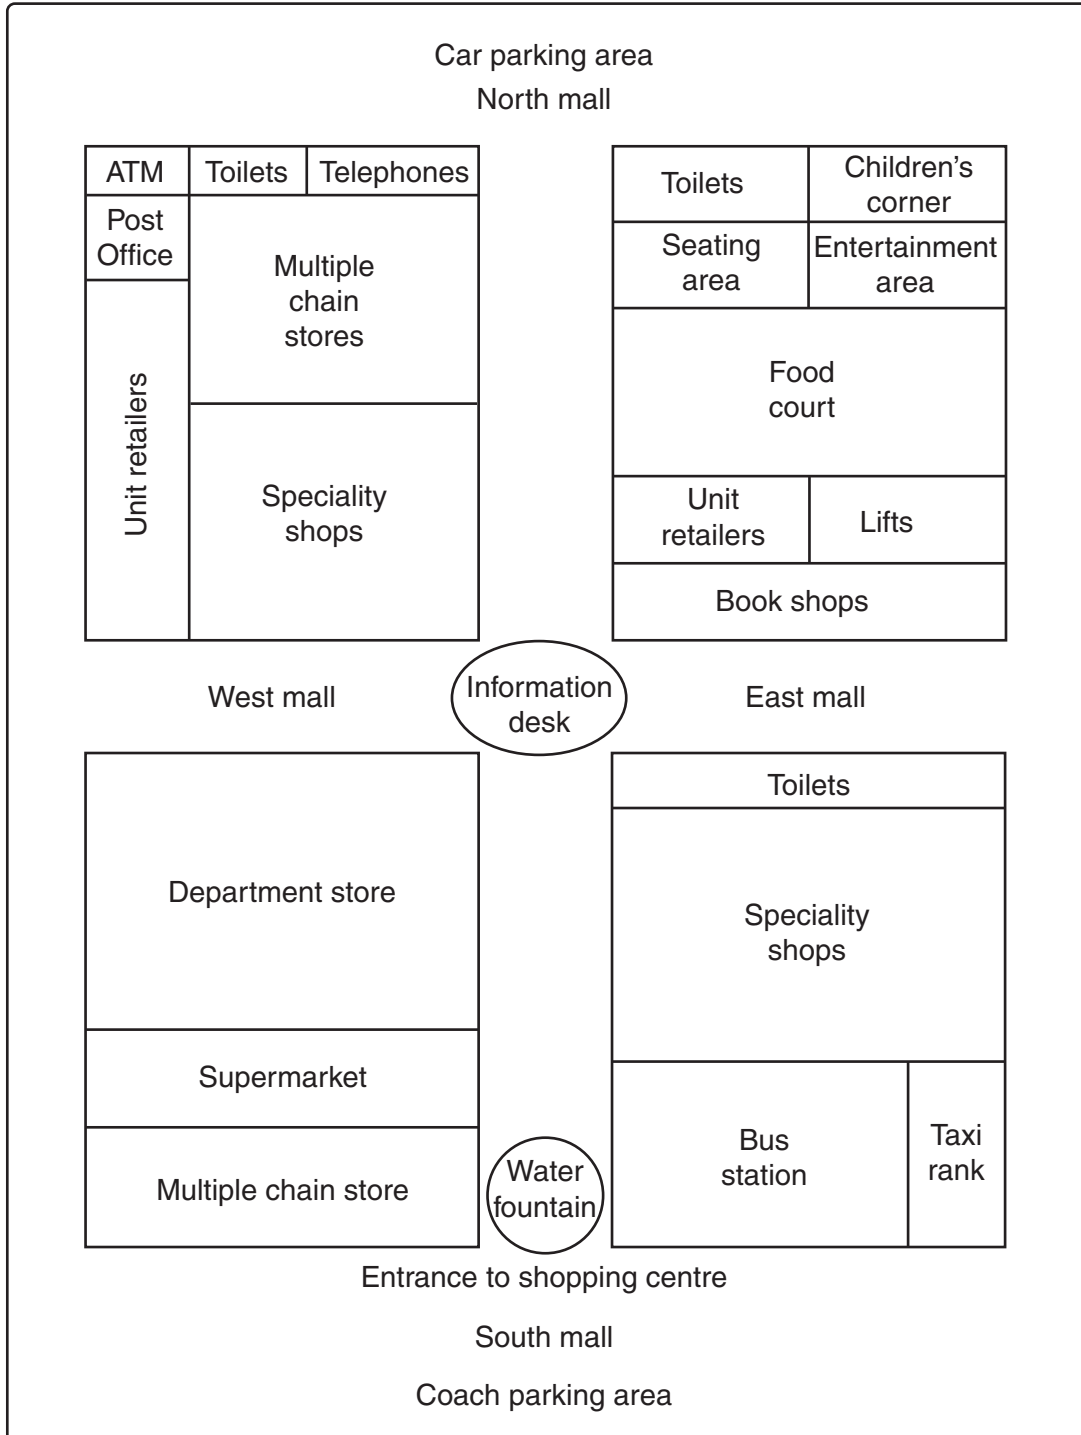 Car parking area
North mall
ATM
Toilets
Telephones
Post
Office
Multiple
chain
stores
Unit retailers
Speciality
shops
Toilets
Children’s
corner
Seating
area
Entertainment
area
Food
court
Unit
retailers
Lifts
Book shops
West mall
Information
desk
East mall
Department store
Supermarket
Multiple chain store
Water
fountain
Toilets
Speciality
shops
Bus
station
Taxi
rank
Entrance to shopping centre
South mall
Coach parking area